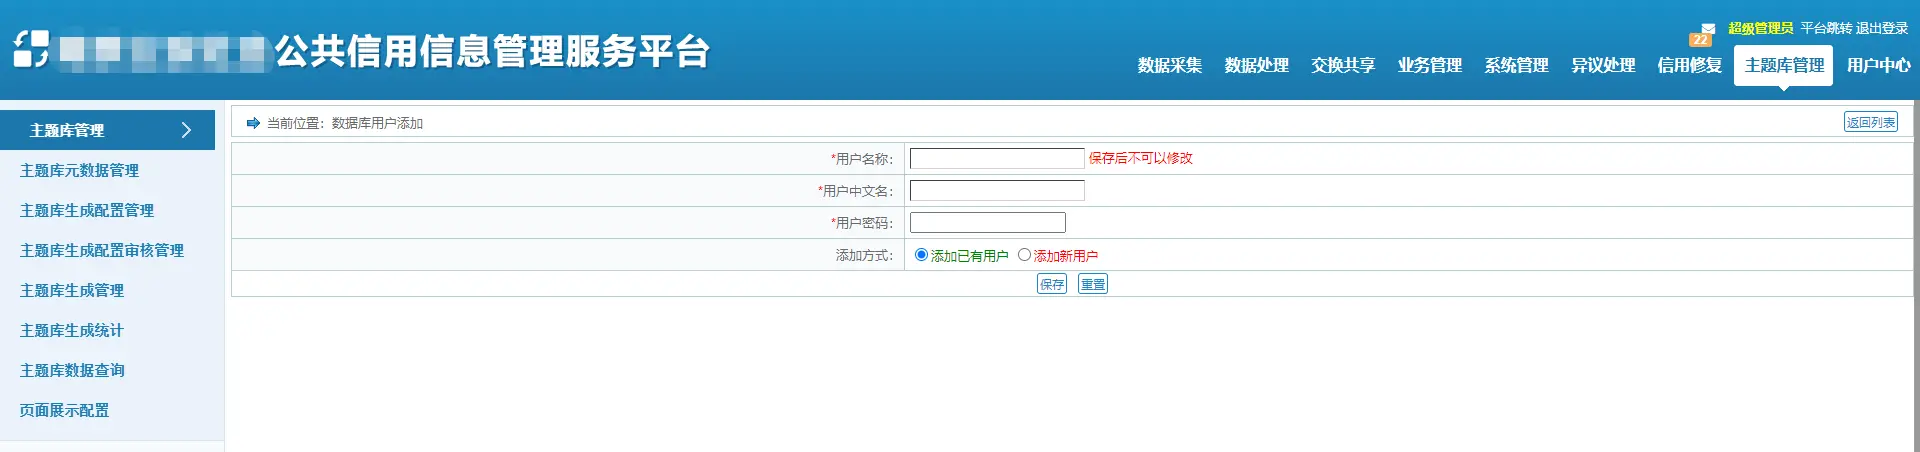 公共信用信息管理服务平台
22
超级管理员 平台跳转 退出登录
数据采集 数据处理 交换共享 业务管理 系统管理 异议处理 信用修复 主题库管理 用户中心
主题库管理
主题库元数据管理
主题库生成配置管理
主题库生成配置审核管理
主题库生成管理
主题库生成统计
主题库数据查询
页面展示配置
当前位置：数据库用户添加
返回列表
*用户名称： 保存后不可以修改
*用户中文名：
*用户密码：
添加方式： 添加已有用户 添加新用户
保存 重置